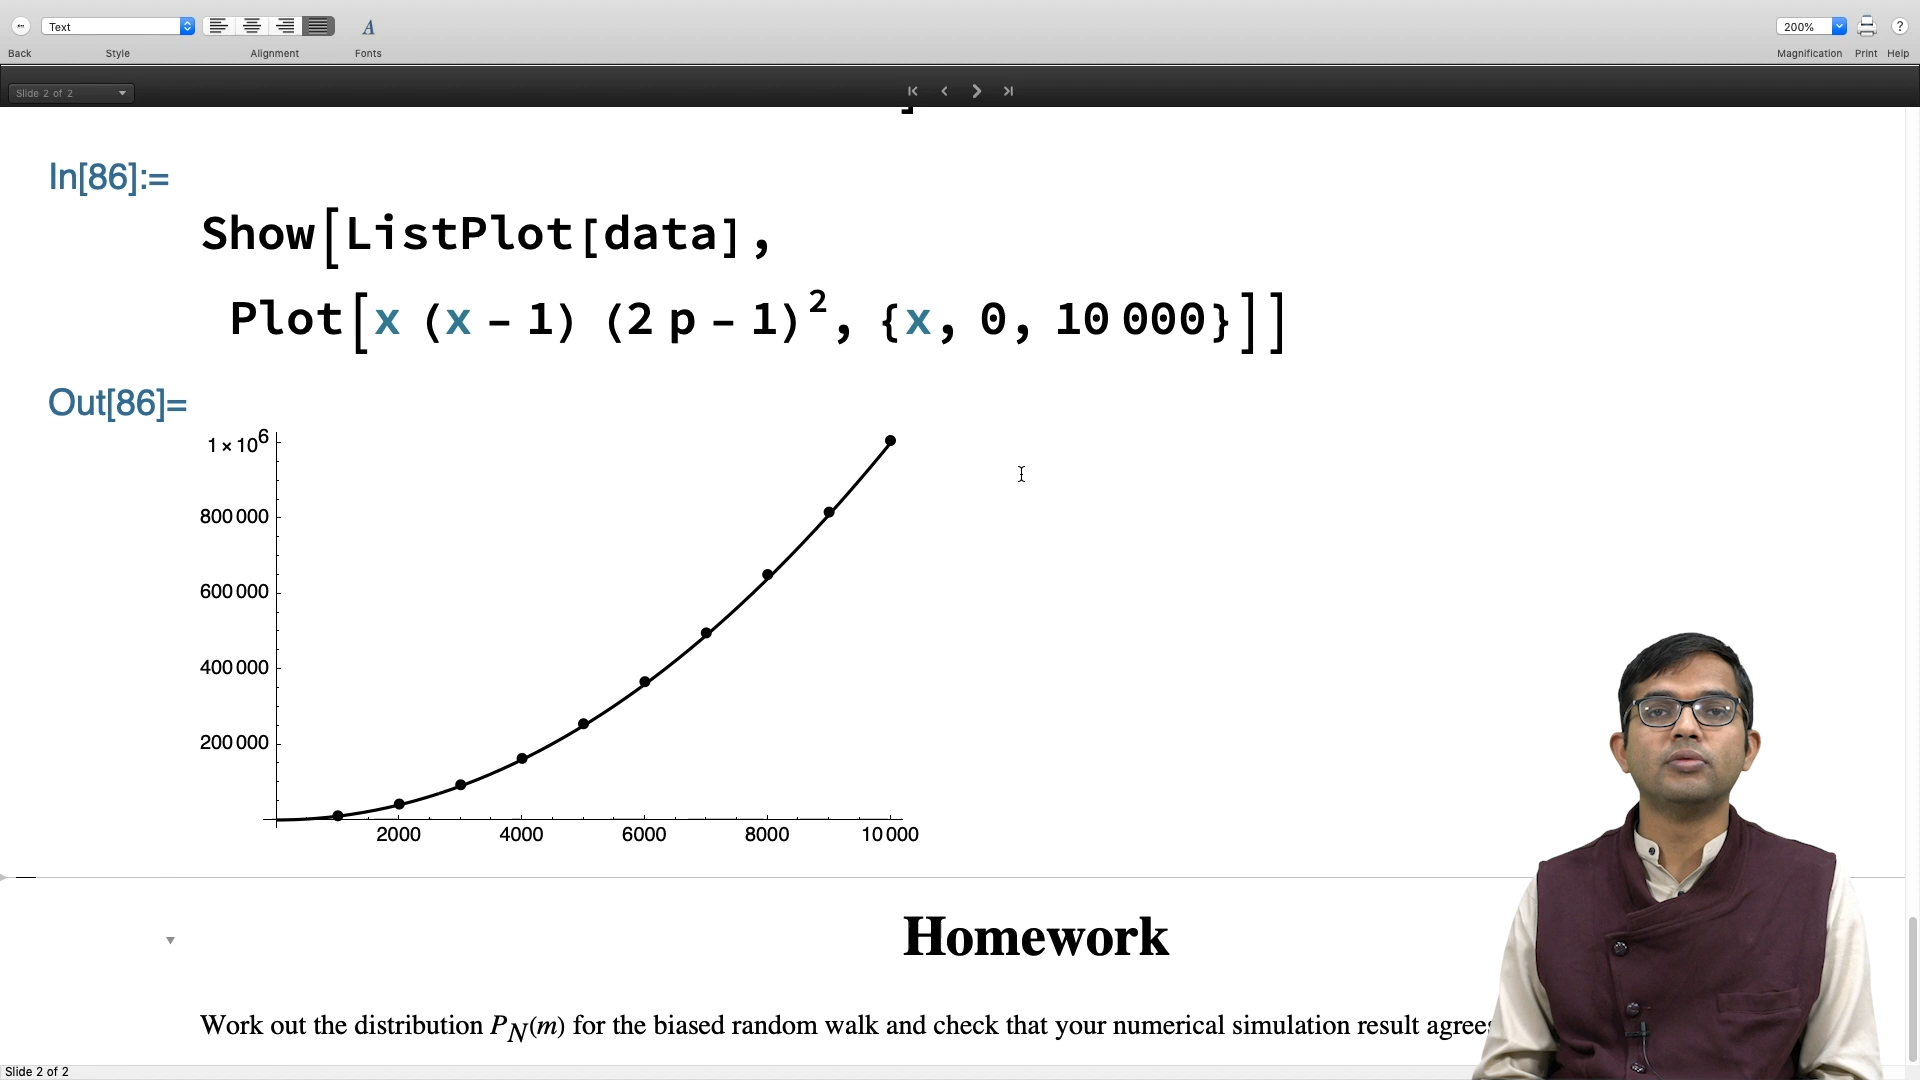 Text
200%
Back
Style
Alignment
Fonts
Magnification
Print
Help
Slide 2 of 2
In[86]:=
Show[ListPlot[data],
Plot[x (x − 1) (2 p − 1)², {x, 0, 10 000}]]
Out[86]=
1×10⁶
800 000
600 000
400 000
200 000
2000 4000 6000 8000 10 000
Homework
Work out the distribution P_N(m) for the biased random walk and check that your numerical simulation result agree
Slide 2 of 2